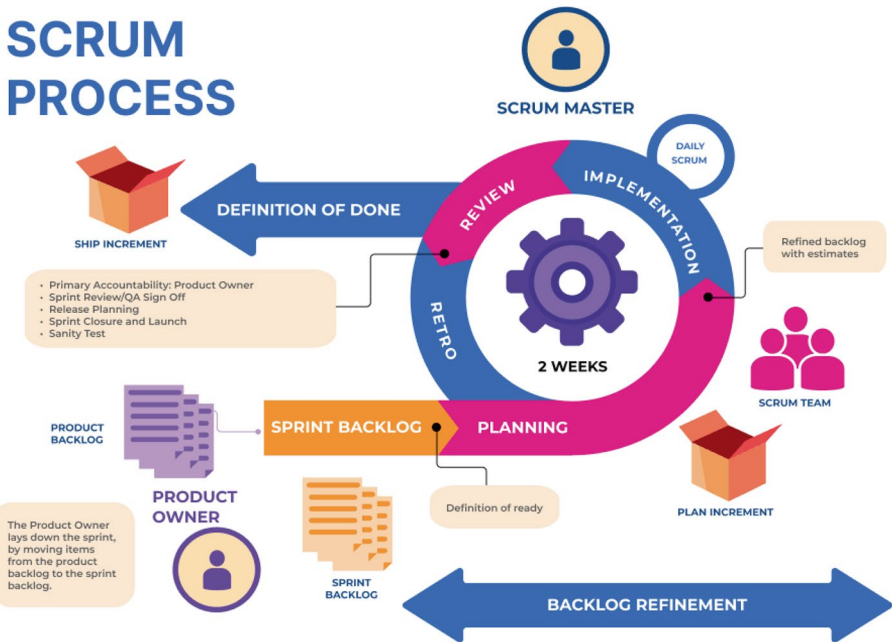 SCRUM
PROCESS
SCRUM MASTER
DAILY
SCRUM
DEFINITION OF DONE
REVIEW
IMPLEMENTATION
SHIP INCREMENT
Refined backlog
with estimates
• Primary Accountability: Product Owner
• Sprint Review/QA Sign Off
• Release Planning
• Sprint Closure and Launch
• Sanity Test
RETRO
2 WEEKS
SCRUM TEAM
PRODUCT
BACKLOG
SPRINT BACKLOG
PLANNING
PRODUCT
OWNER
Definition of ready
PLAN INCREMENT
The Product Owner
lays down the sprint,
by moving items
from the product
backlog to the sprint
backlog.
SPRINT
BACKLOG
BACKLOG REFINEMENT